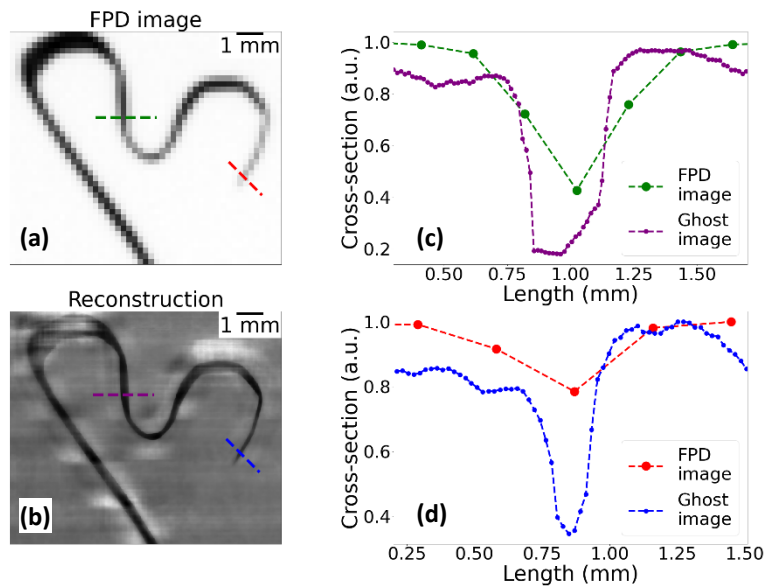 FPD image
1 mm
(a)
Reconstruction
1 mm
(b)
Cross-section (a.u.)
1.0
0.8
0.6
0.4
0.2
FPD
image
Ghost
image
(c)
0.50 0.75 1.00 1.25 1.50
Length (mm)
Cross-section (a.u.)
1.0
0.8
0.6
0.4
FPD
image
Ghost
image
(d)
0.25 0.50 0.75 1.00 1.25 1.50
Length (mm)